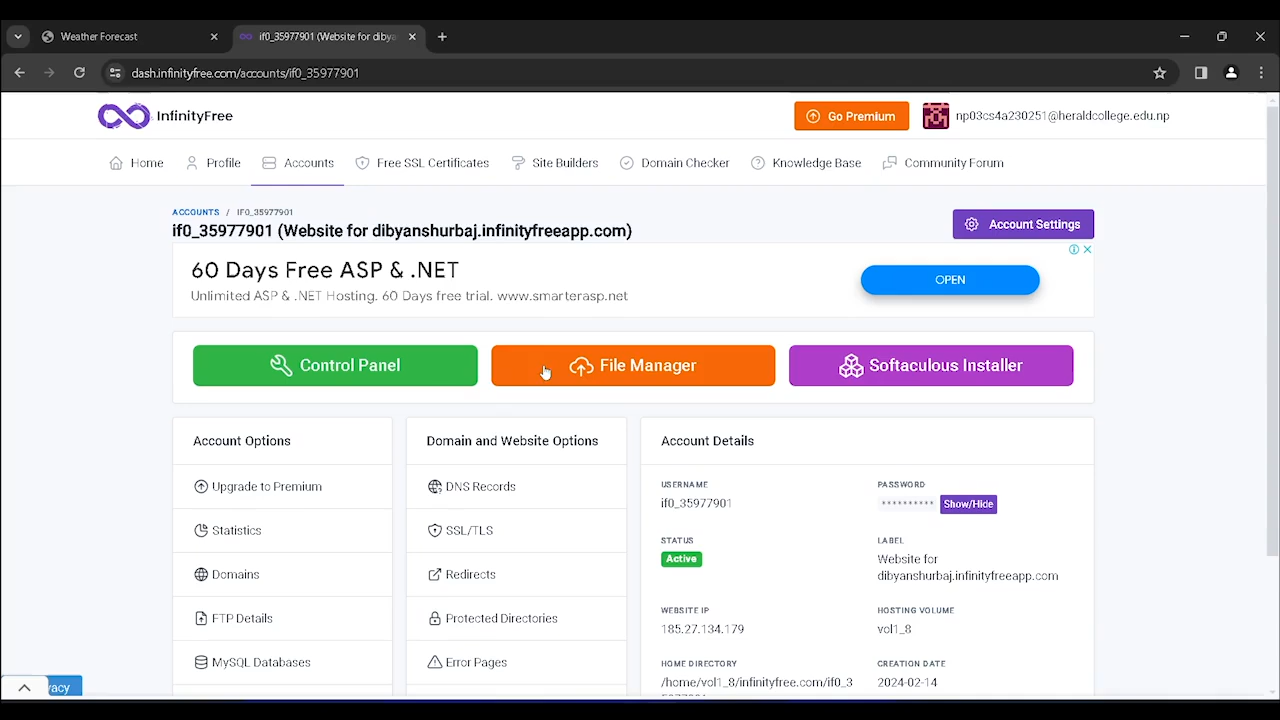 Weather Forecast
if0_35977901 (Website for dibya
dash.infinityfree.com/accounts/if0_35977901
InfinityFree
Go Premium
np03cs4a230251@heraldcollege.edu.np
Home
Profile
Accounts
Free SSL Certificates
Site Builders
Domain Checker
Knowledge Base
Community Forum
ACCOUNTS / IF0_35977901
if0_35977901 (Website for dibyanshurbaj.infinityfreeapp.com)
Account Settings
60 Days Free ASP & .NET
Unlimited ASP & .NET Hosting. 60 Days free trial. www.smarterasp.net
OPEN
Control Panel
File Manager
Softaculous Installer
Account Options
Upgrade to Premium
Statistics
Domains
FTP Details
MySQL Databases
Domain and Website Options
DNS Records
SSL/TLS
Redirects
Protected Directories
Error Pages
Account Details
USERNAME
if0_35977901
PASSWORD
**********
Show/Hide
STATUS
Active
LABEL
Website for
dibyanshurbaj.infinityfreeapp.com
WEBSITE IP
185.27.134.179
HOSTING VOLUME
vol1_8
HOME DIRECTORY
/home/vol1_8/infinityfree.com/if0_3
CREATION DATE
2024-02-14
vacy